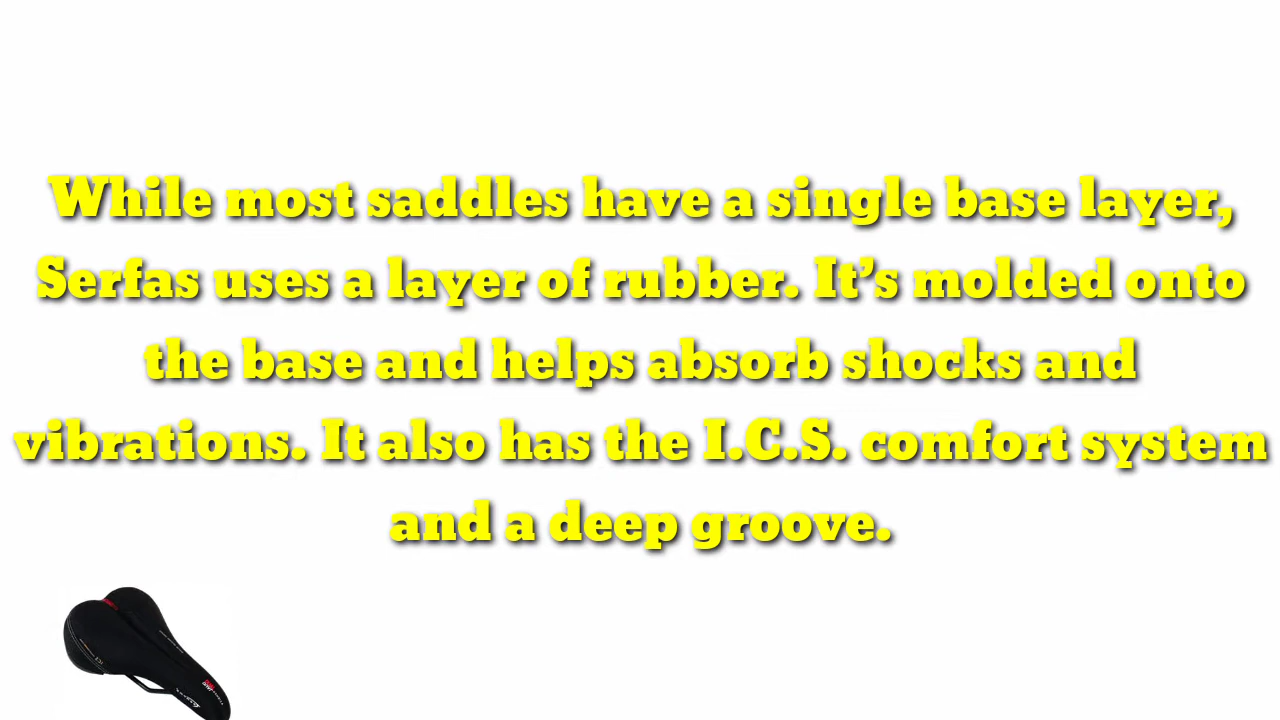 While most saddles have a single base layer,
Serfas uses a layer of rubber. It’s molded onto
the base and helps absorb shocks and
vibrations. It also has the I.C.S. comfort system
and a deep groove.